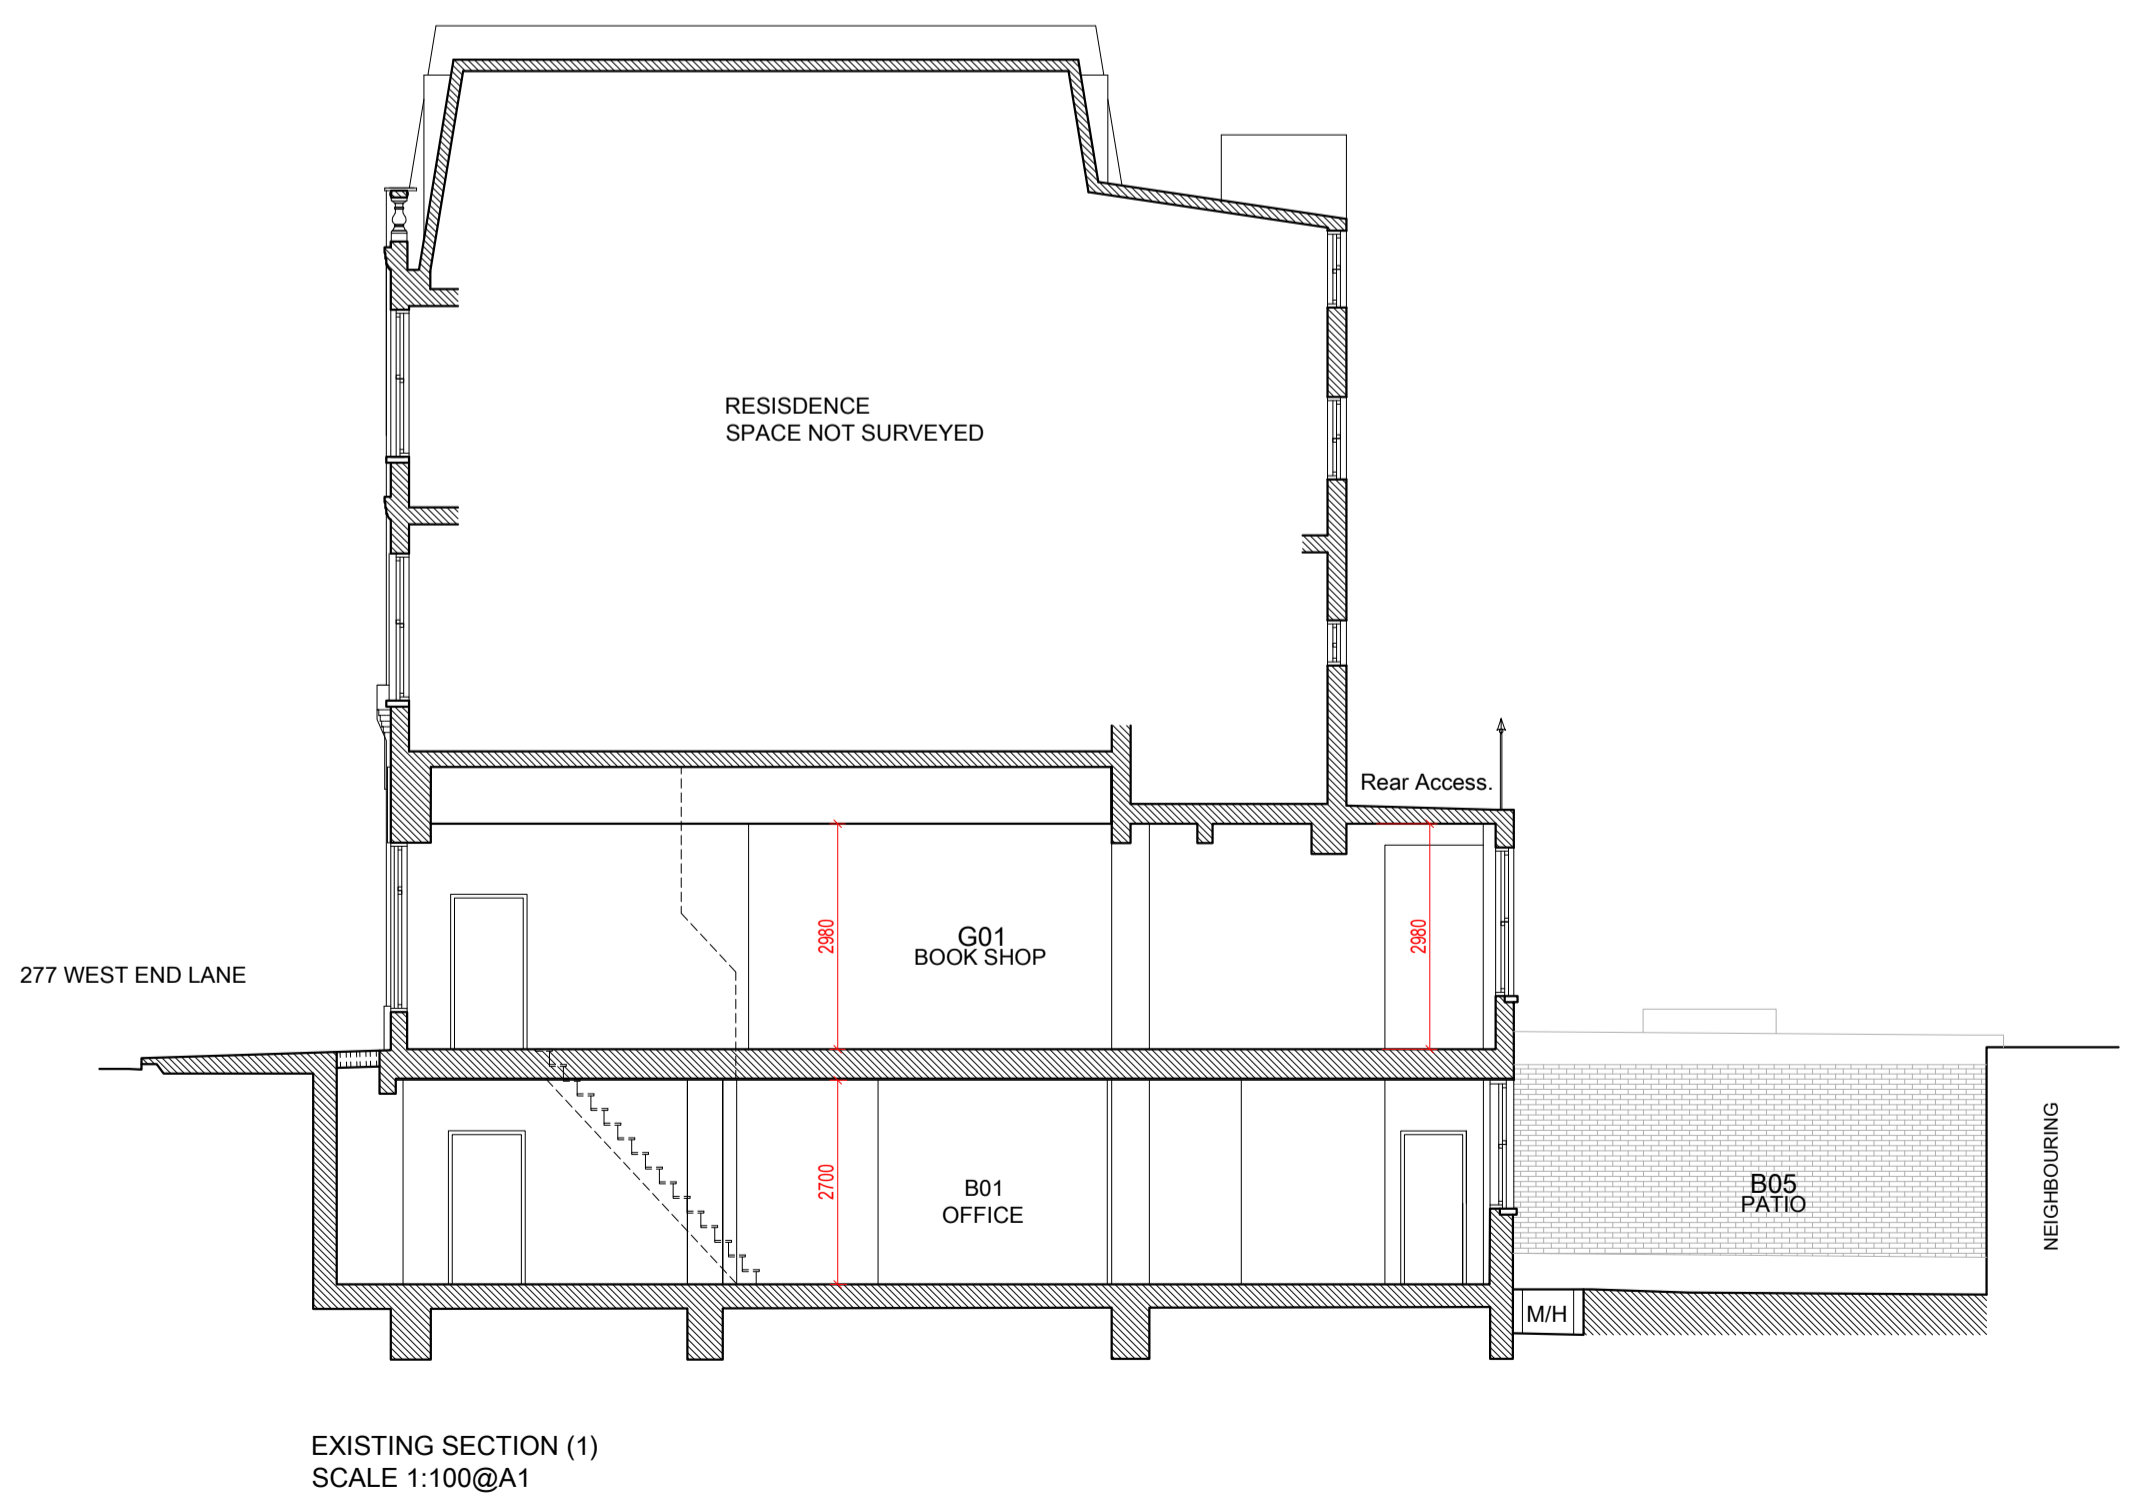 RESISDENCE
SPACE NOT SURVEYED
Rear Access.
2980
G01
BOOK SHOP
2980
277 WEST END LANE
2700
B01
OFFICE
B05
PATIO
NEIGHBOURING
M/H
EXISTING SECTION (1)
SCALE 1:100@A1